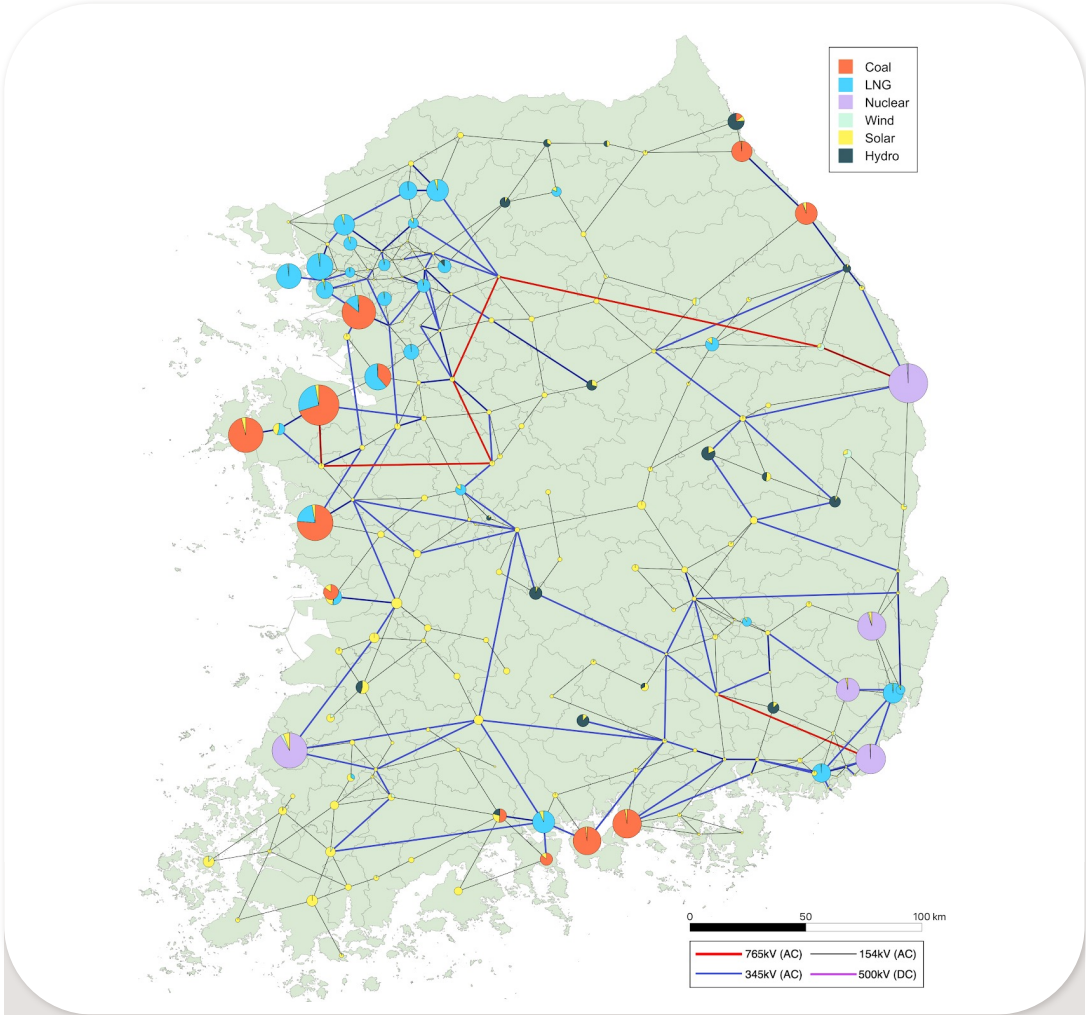 Coal
LNG
Nuclear
Wind
Solar
Hydro
0 50 100 km
765kV (AC) 154kV (AC)
345kV (AC) 500kV (DC)